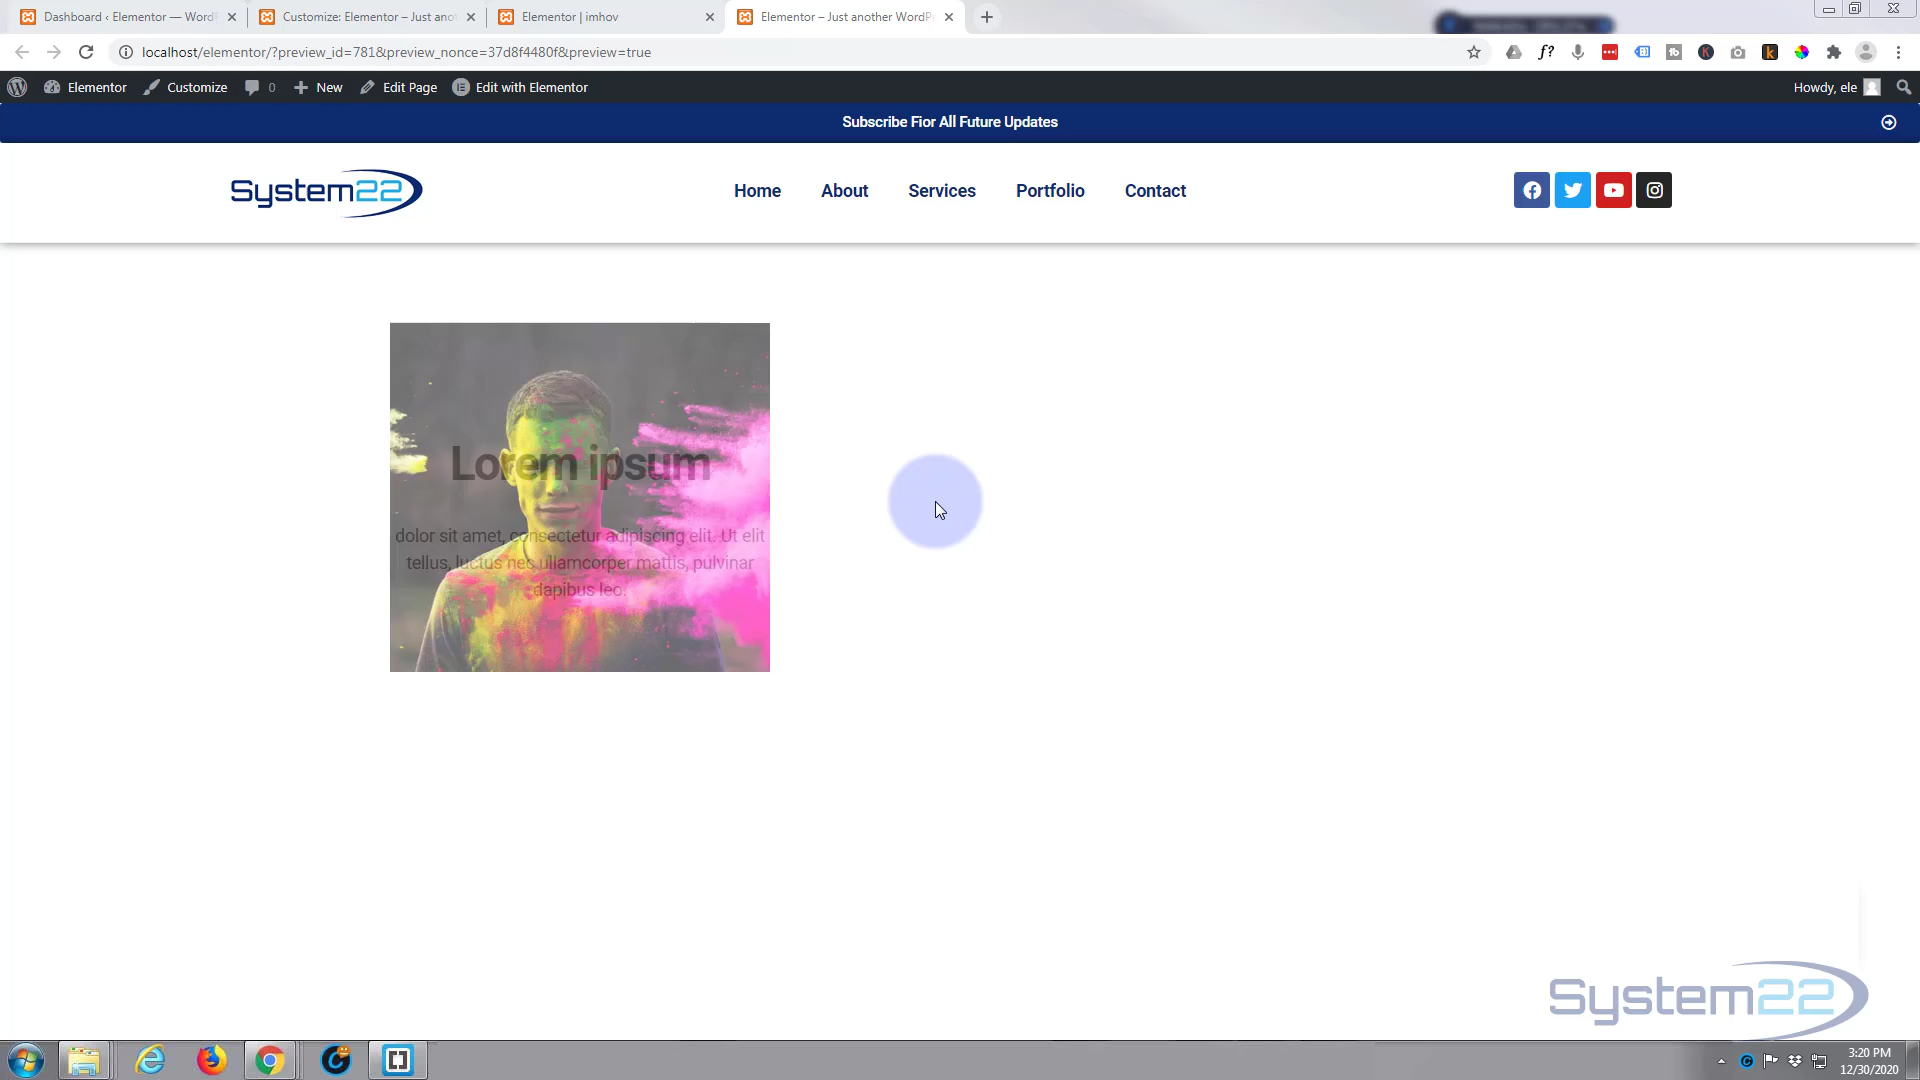 Dashboard ‹ Elementor — WordP
Customize: Elementor – Just anot
Elementor | imhov
Elementor – Just another WordPr
localhost/elementor/?preview_id=781&preview_nonce=37d8f4480f&preview=true
Elementor
Customize
0
New
Edit Page
Edit with Elementor
Howdy, ele
Subscribe Fior All Future Updates
System22
Home
About
Services
Portfolio
Contact
Lorem ipsum
dolor sit amet, consectetur adipiscing elit. Ut elit
tellus, luctus nec ullamcorper mattis, pulvinar
dapibus leo.
System22
3:20 PM
12/30/2020